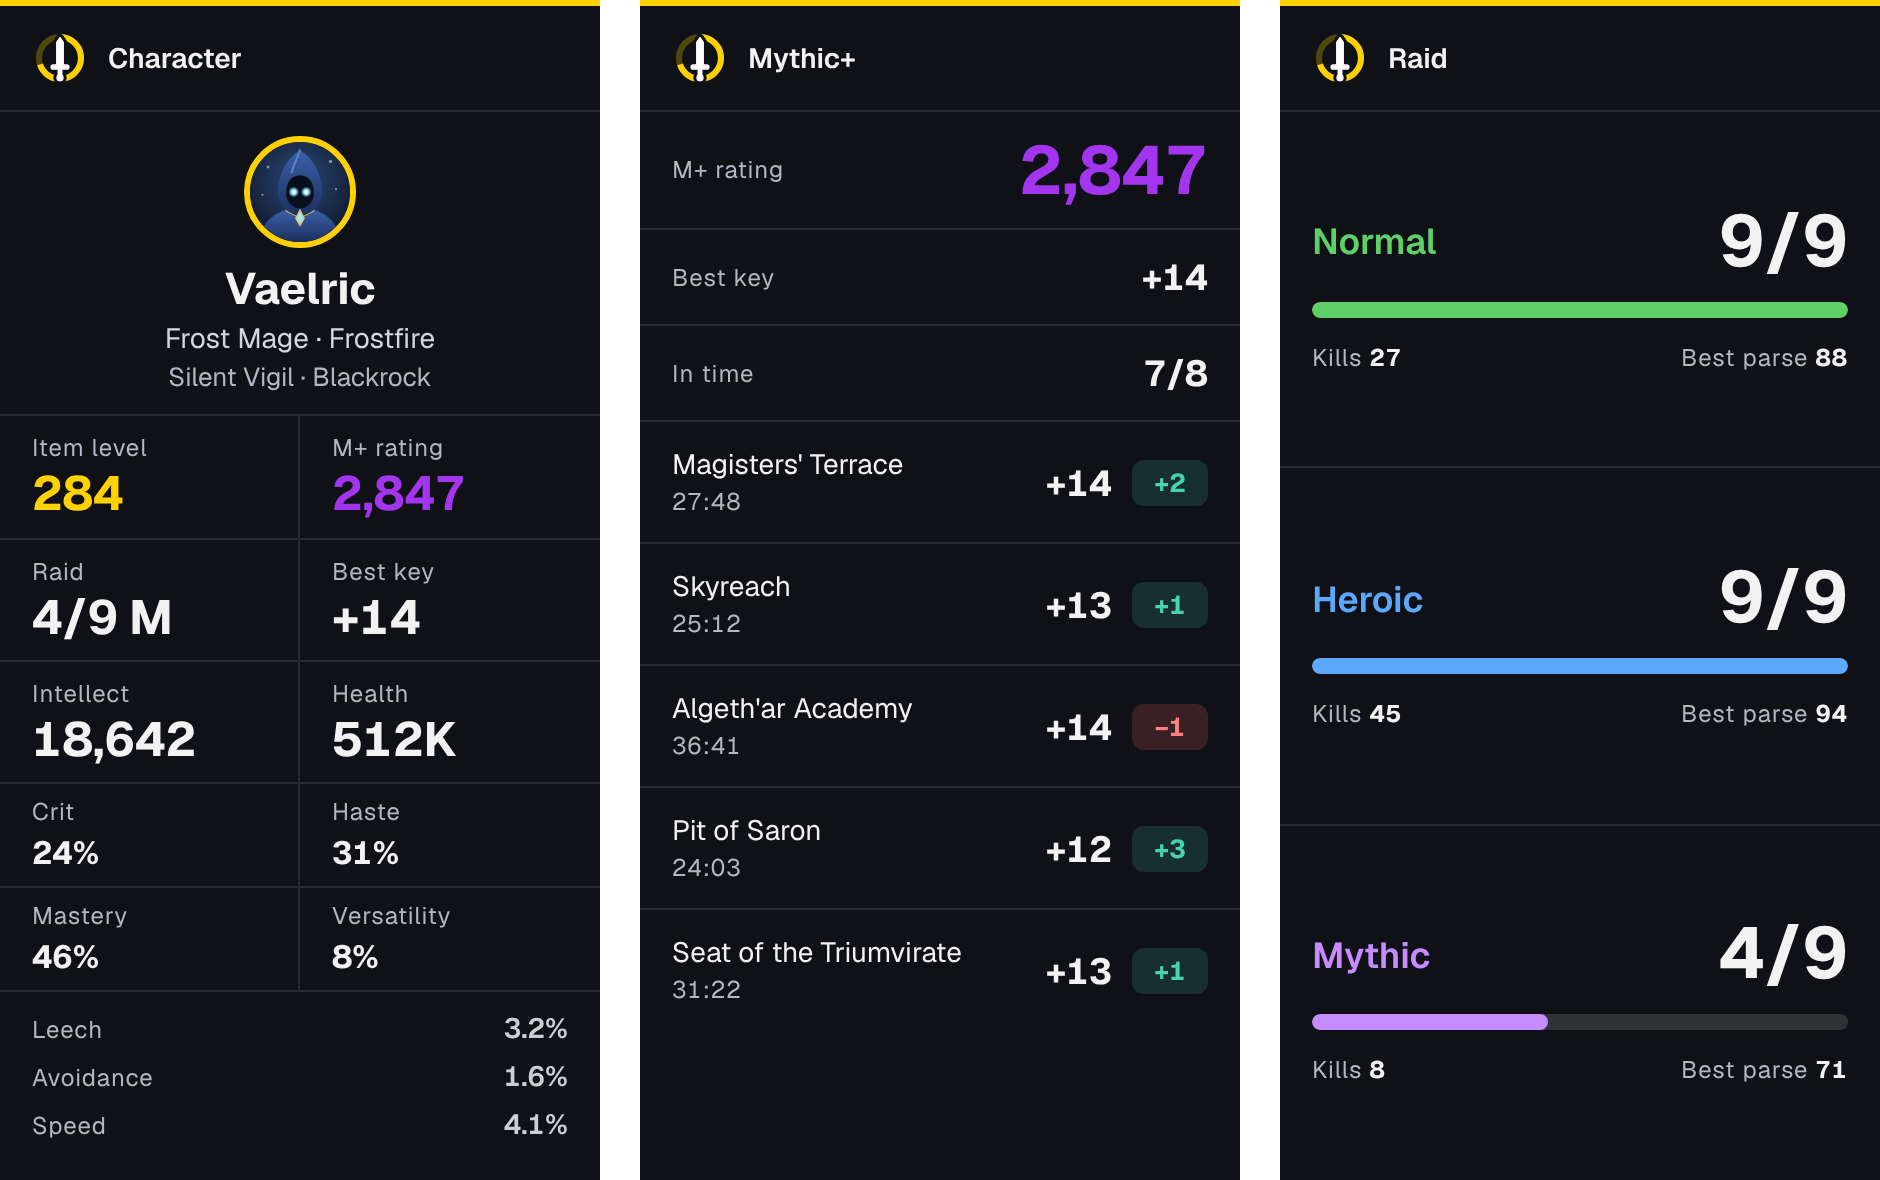 Character
Vaelric
Frost Mage · Frostfire
Silent Vigil · Blackrock
Item level
284
M+ rating
2,847
Raid
4/9 M
Best key
+14
Intellect
18,642
Health
512K
Crit
24%
Haste
31%
Mastery
46%
Versatility
8%
Leech 3.2%
Avoidance 1.6%
Speed 4.1%
Mythic+
M+ rating 2,847
Best key +14
In time 7/8
Magisters' Terrace
27:48
+14 +2
Skyreach
25:12
+13 +1
Algeth'ar Academy
36:41
+14 −1
Pit of Saron
24:03
+12 +3
Seat of the Triumvirate
31:22
+13 +1
Raid
Normal 9/9
Kills 27 Best parse 88
Heroic 9/9
Kills 45 Best parse 94
Mythic 4/9
Kills 8 Best parse 71